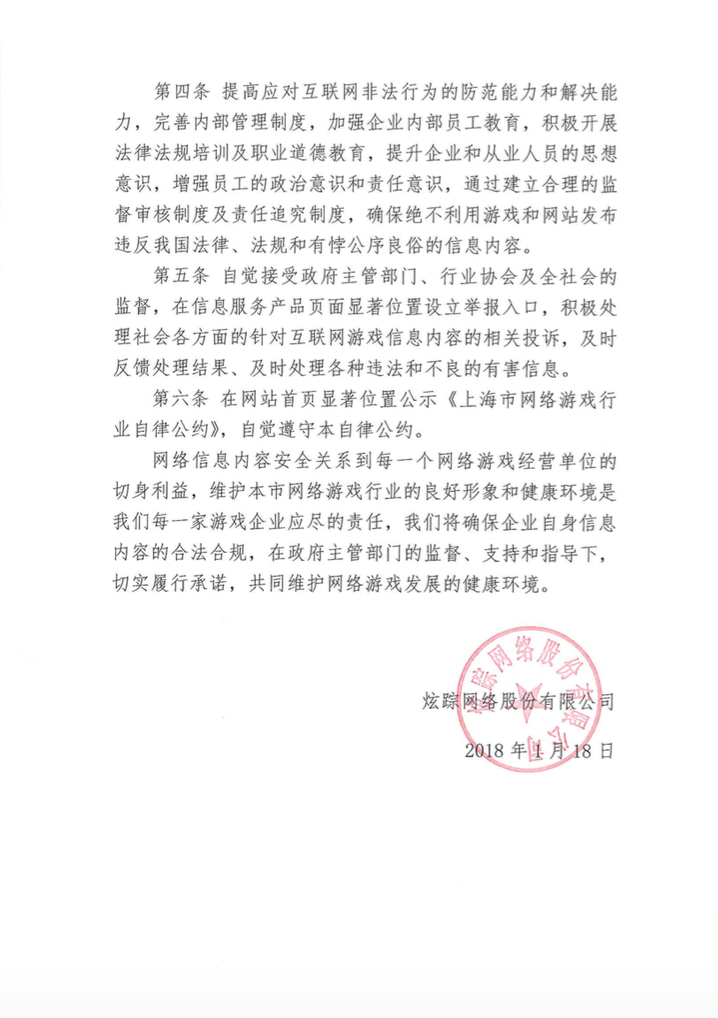 第四条 提高应对互联网非法行为的防范能力和解决能
力，完善内部管理制度，加强企业内部员工教育，积极开展
法律法规培训及职业道德教育，提升企业和从业人员的思想
意识，增强员工的政治意识和责任意识，通过建立合理的监
督审核制度及责任追究制度，确保绝不利用游戏和网站发布
违反我国法律、法规和有悖公序良俗的信息内容。
第五条 自觉接受政府主管部门、行业协会及全社会的
监督，在信息服务产品页面显著位置设立举报入口，积极处
理社会各方面的针对互联网游戏信息内容的相关投诉，及时
反馈处理结果、及时处理各种违法和不良的有害信息。
第六条 在网站首页显著位置公示《上海市网络游戏行
业自律公约》，自觉遵守本自律公约。
网络信息内容安全关系到每一个网络游戏经营单位的
切身利益，维护本市网络游戏行业的良好形象和健康环境是
我们每一家游戏企业应尽的责任，我们将确保企业自身信息
内容的合法合规，在政府主管部门的监督、支持和指导下，
切实履行承诺，共同维护网络游戏发展的健康环境。
炫踪网络股份有限公司
炫踪网络股份有限公司
2018 年 1 月 18 日